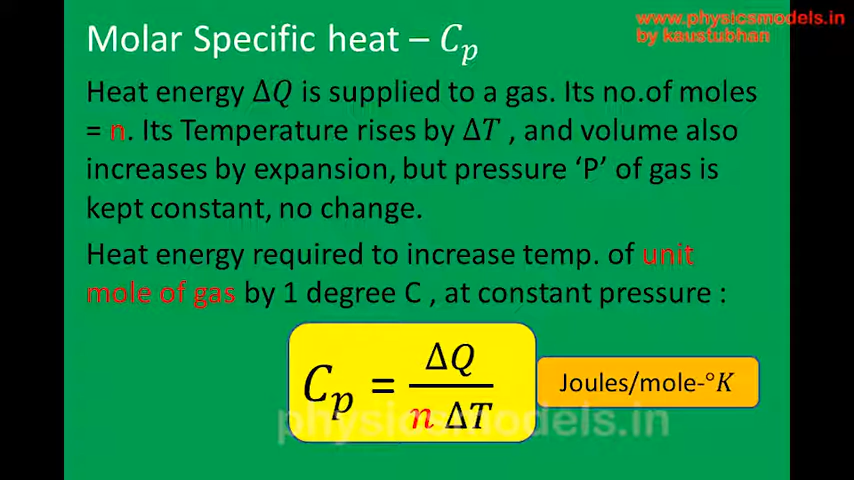 www.physicsmodels.in
by kaustubhan
Molar Specific heat – Cₚ
Heat energy ΔQ is supplied to a gas. Its no.of moles
= n. Its Temperature rises by ΔT , and volume also
increases by expansion, but pressure ‘P’ of gas is
kept constant, no change.
Heat energy required to increase temp. of unit
mole of gas by 1 degree C , at constant pressure :
Cₚ = ΔQ / n ΔT
Joules/mole-°K
physicsmodels.in